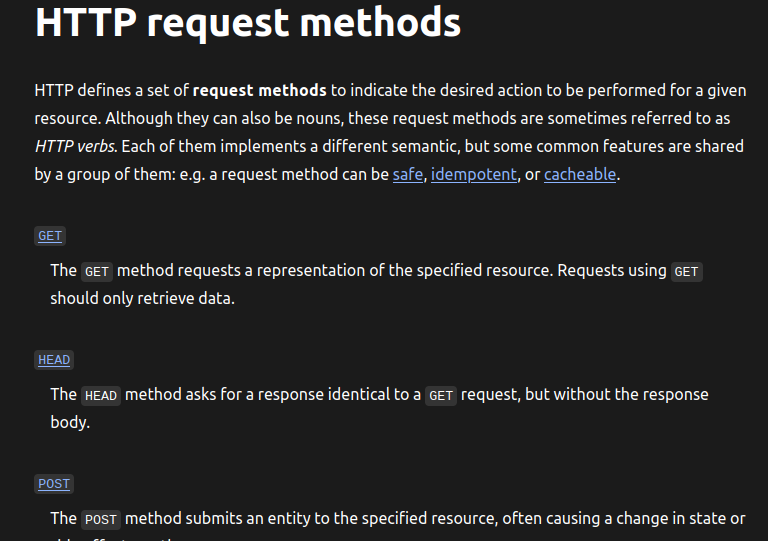 HTTP request methods
HTTP defines a set of request methods to indicate the desired action to be performed for a given
resource. Although they can also be nouns, these request methods are sometimes referred to as
HTTP verbs. Each of them implements a different semantic, but some common features are shared
by a group of them: e.g. a request method can be safe, idempotent, or cacheable.
GET
The GET method requests a representation of the specified resource. Requests using GET
should only retrieve data.
HEAD
The HEAD method asks for a response identical to a GET request, but without the response
body.
POST
The POST method submits an entity to the specified resource, often causing a change in state or